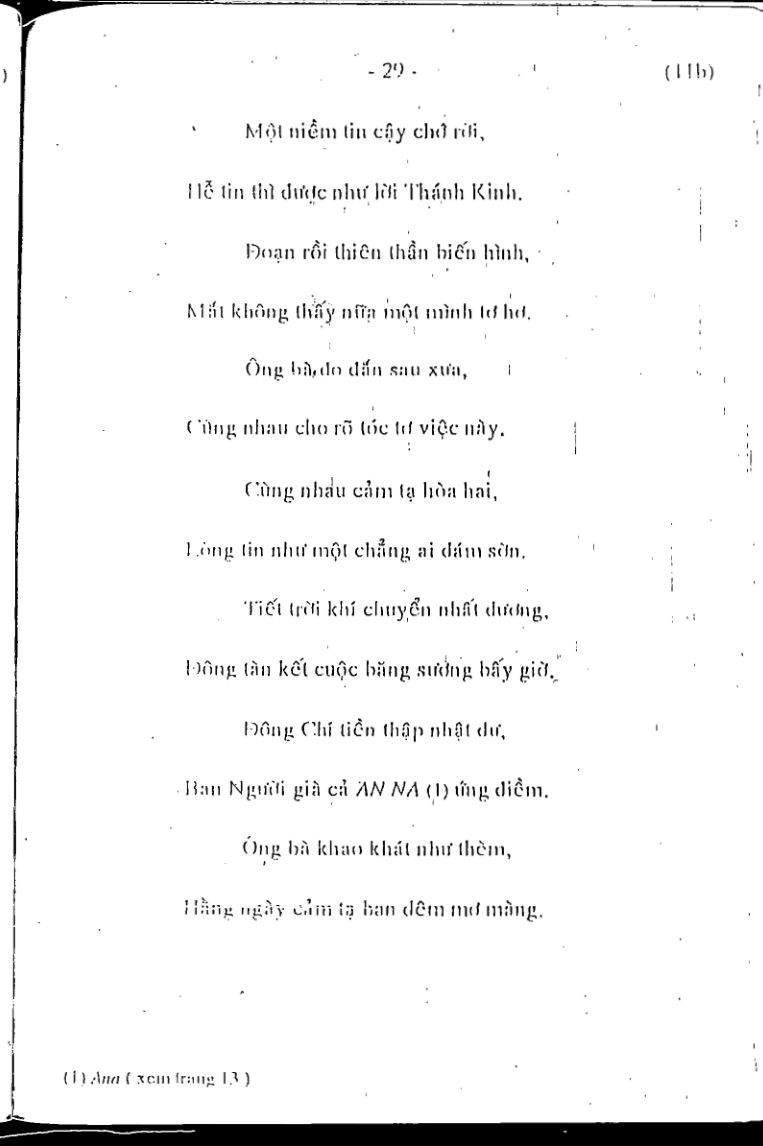 - 29 -
(11b)
Một niềm tin cậy chớ rời,
Hễ tin thì được như lời Thánh Kinh.
Đoạn rồi thiên thần biến hình,
Mắt không thấy nữa một mình tơ hơ.
Ông bà do dấn sau xưa,
Cùng nhau cho rõ tóc tơ việc này.
Cùng nhau cảm tạ hòa hai,
Lòng tin như một chẳng ai dám sờn.
Tiết trời khí chuyển nhất dương,
Đông tàn kết cuộc băng sương bấy giờ.
Đông Chí tiền thập nhật dư,
Ban Người già cả AN NA (1) ứng điềm.
Ông bà khao khát như thèm,
Hằng ngày cảm tạ ban đêm mơ màng.
(1) Ana ( xem trang 13 )